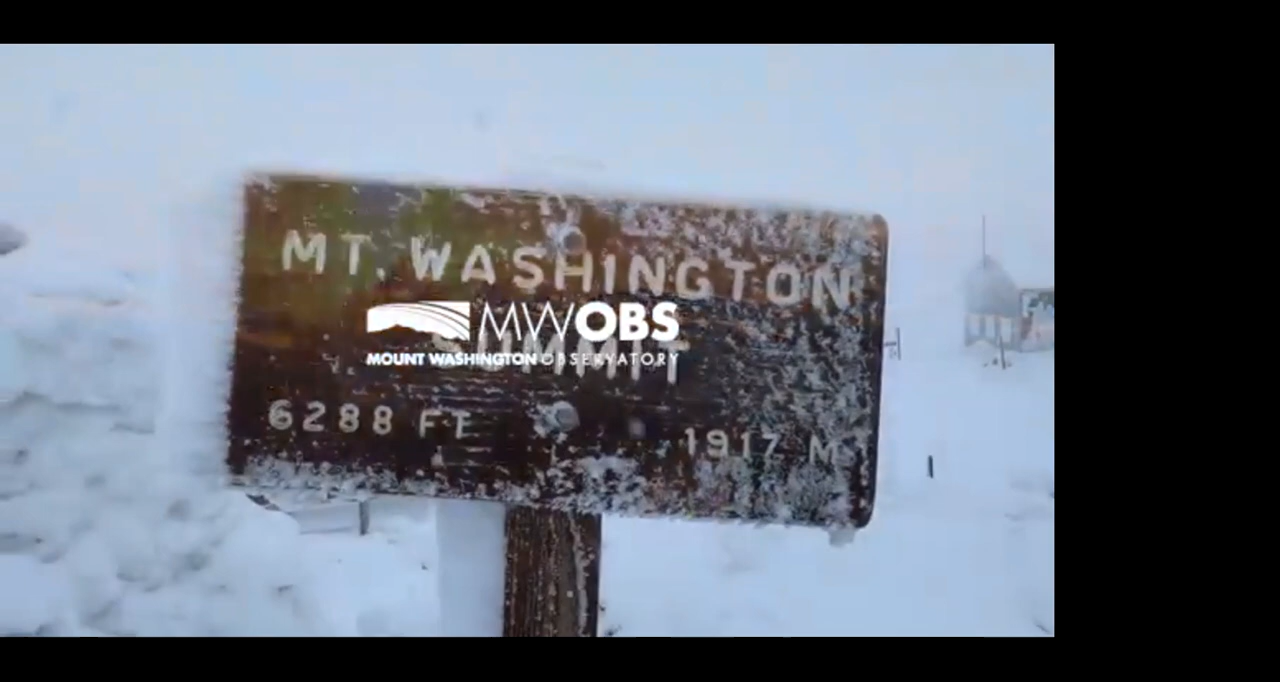 MT. WASHINGTON
MWOBS
SUMMIT
MOUNT WASHINGTON OBSERVATORY
6288 FT
1917 M